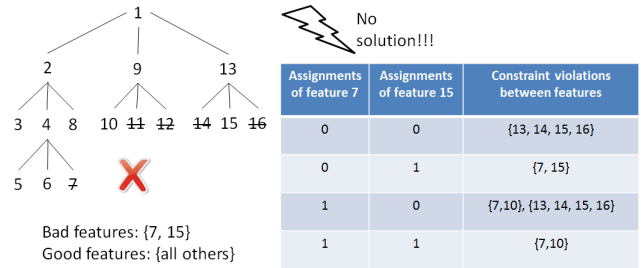 1
2 9 13
3 4 8 10 11 12 14 15 16
5 6 7
Bad features: {7, 15}
Good features: {all others}
No
solution!!!
Assignments of feature 7 Assignments of feature 15 Constraint violations between features
0 0 {13, 14, 15, 16}
0 1 {7, 15}
1 0 {7,10}, {13, 14, 15, 16}
1 1 {7,10}